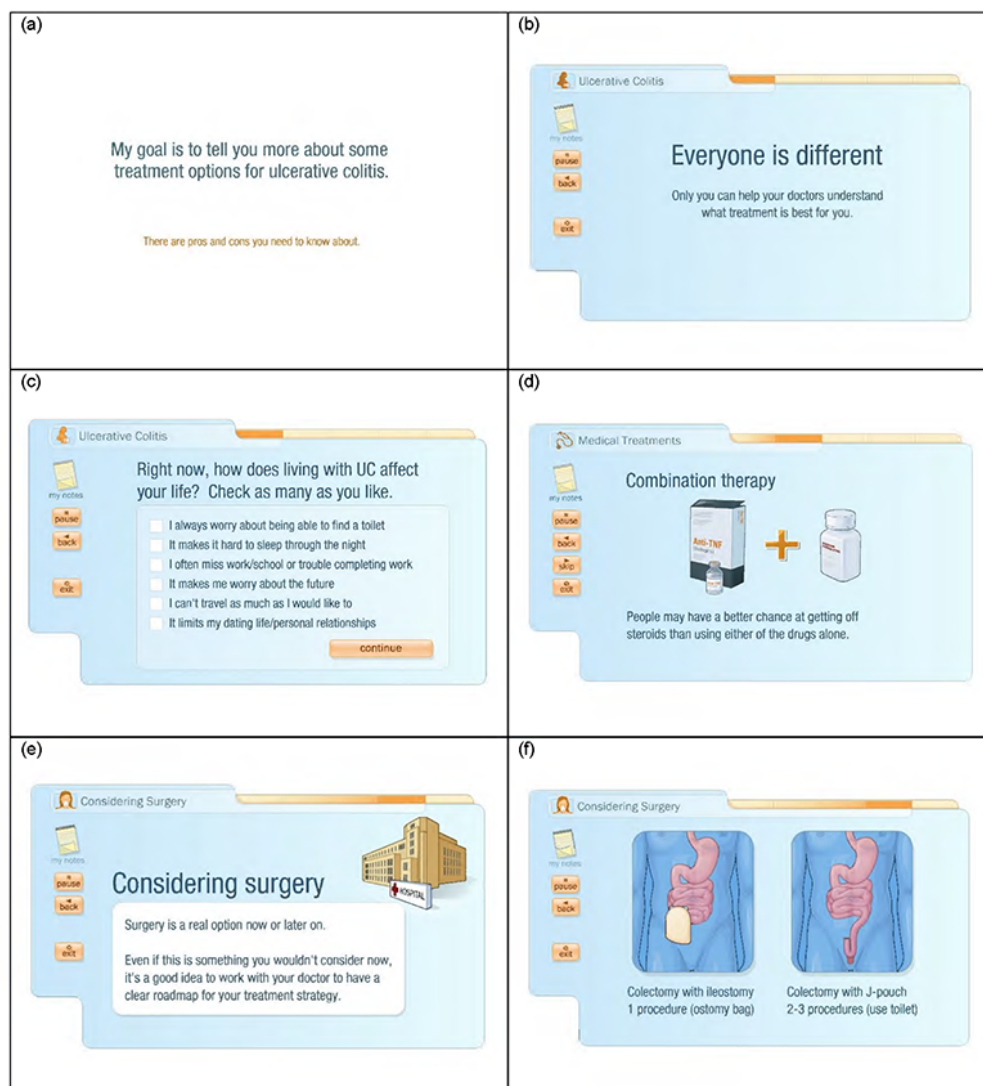 (a)
My goal is to tell you more about some
treatment options for ulcerative colitis.
There are pros and cons you need to know about.
(b)
Ulcerative Colitis
my notes
pause
back
exit
Everyone is different
Only you can help your doctors understand
what treatment is best for you.
(c)
Ulcerative Colitis
my notes
pause
back
exit
Right now, how does living with UC affect
your life? Check as many as you like.
I always worry about being able to find a toilet
It makes it hard to sleep through the night
I often miss work/school or trouble completing work
It makes me worry about the future
I can't travel as much as I would like to
It limits my dating life/personal relationships
continue
(d)
Medical Treatments
my notes
pause
back
skip
exit
Combination therapy
Anti-TNF
People may have a better chance at getting off
steroids than using either of the drugs alone.
(e)
Considering Surgery
my notes
pause
back
exit
HOSPITAL
Considering surgery
Surgery is a real option now or later on.
Even if this is something you wouldn't consider now,
it's a good idea to work with your doctor to have a
clear roadmap for your treatment strategy.
(f)
Considering Surgery
my notes
pause
back
exit
Colectomy with ileostomy
1 procedure (ostomy bag)
Colectomy with J-pouch
2-3 procedures (use toilet)